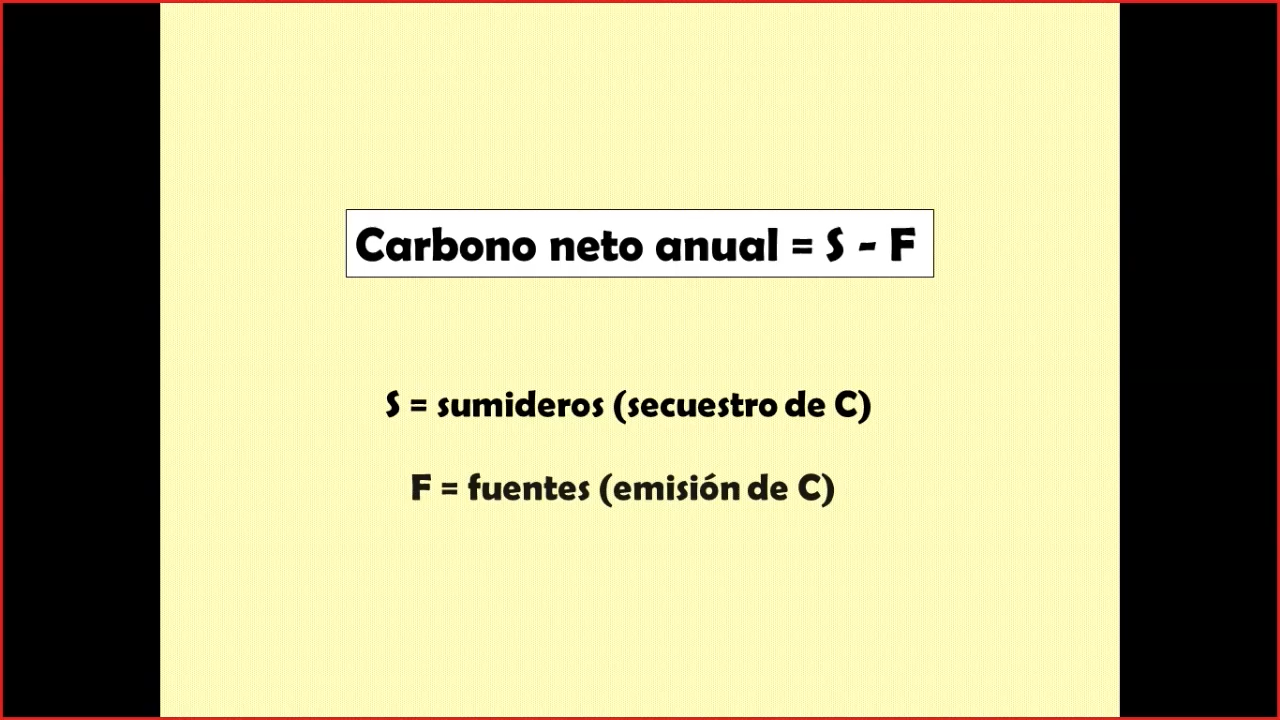 Carbono neto anual = S - F
S = sumideros (secuestro de C)
F = fuentes (emisión de C)